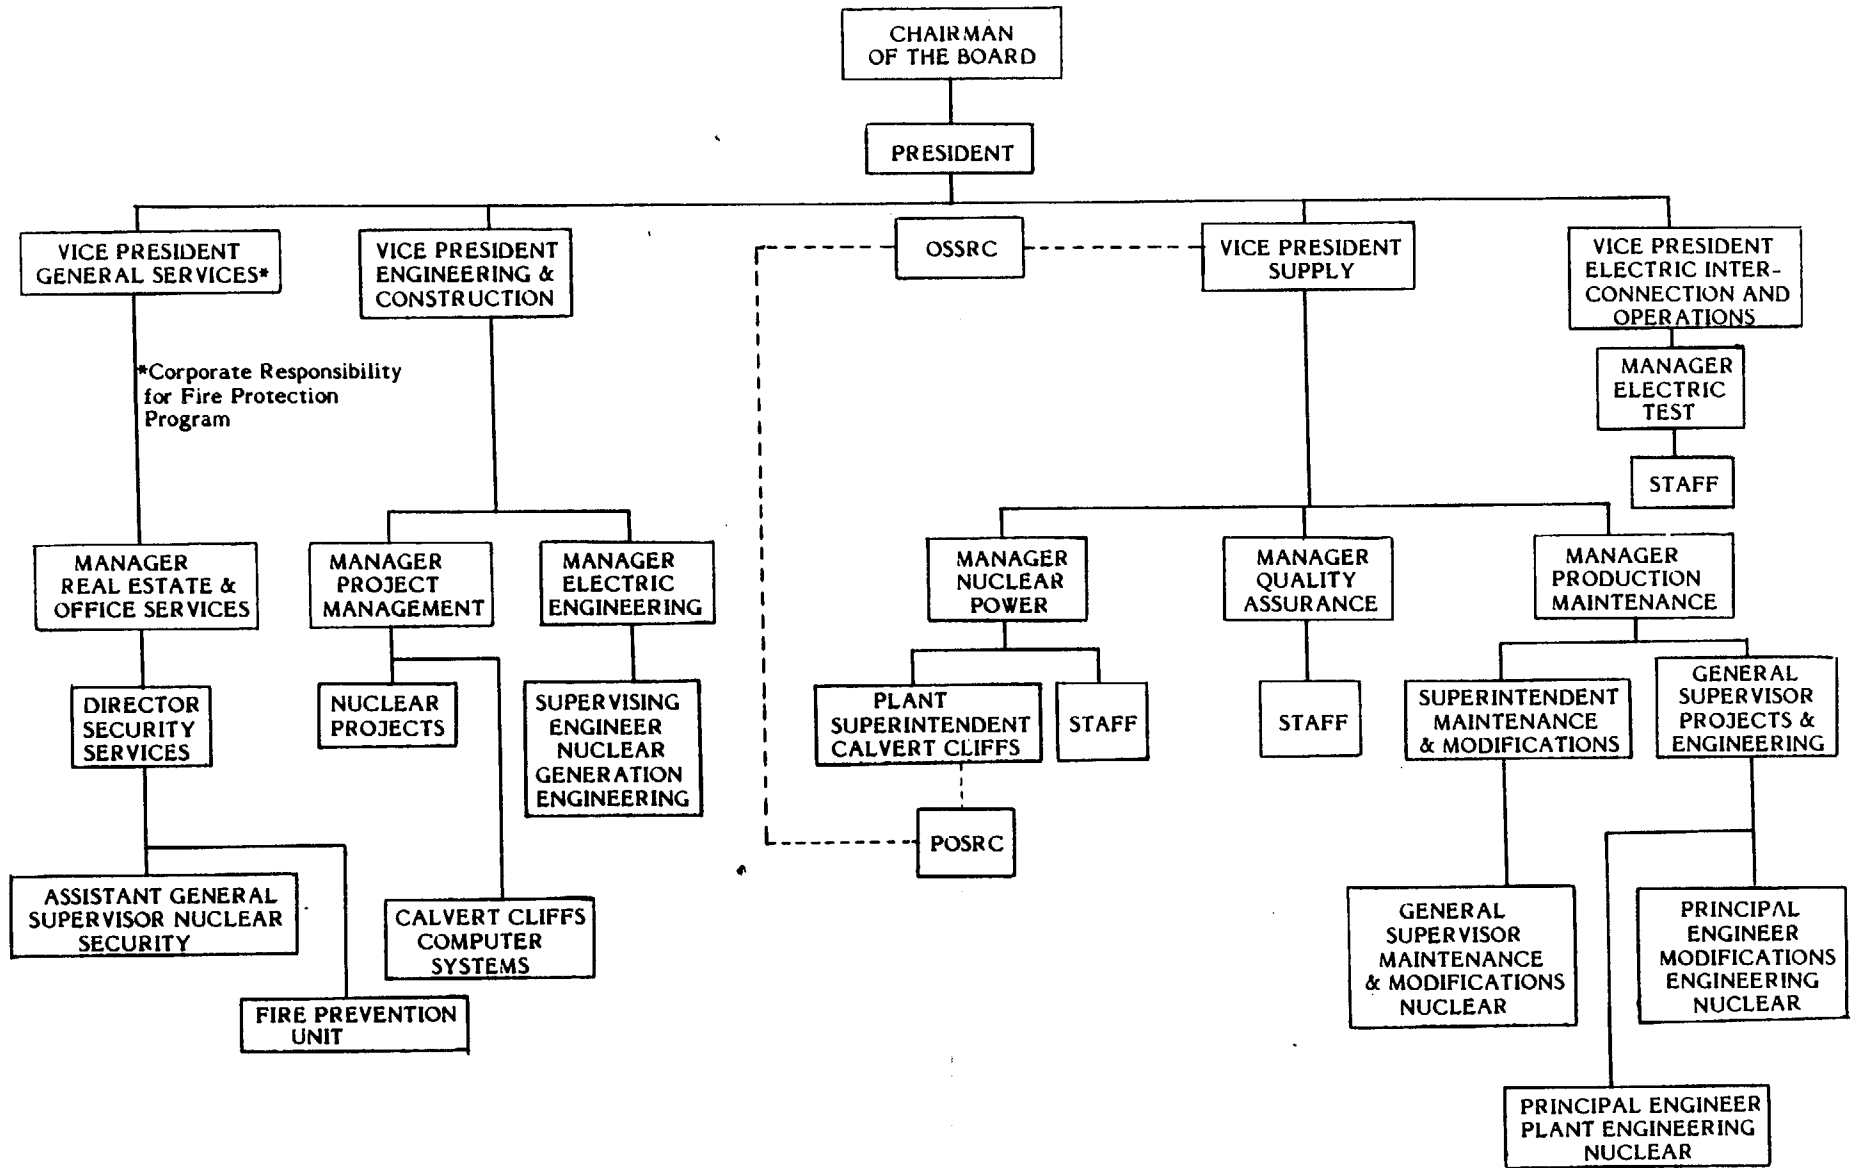 CHAIRMAN
OF THE BOARD
PRESIDENT
VICE PRESIDENT
GENERAL SERVICES*
VICE PRESIDENT
ENGINEERING &
CONSTRUCTION
OSSRC
VICE PRESIDENT
SUPPLY
VICE PRESIDENT
ELECTRIC INTER-
CONNECTION AND
OPERATIONS
*Corporate Responsibility
for Fire Protection
Program
MANAGER
ELECTRIC
TEST
STAFF
MANAGER
REAL ESTATE &
OFFICE SERVICES
MANAGER
PROJECT
MANAGEMENT
MANAGER
ELECTRIC
ENGINEERING
MANAGER
NUCLEAR
POWER
MANAGER
QUALITY
ASSURANCE
MANAGER
PRODUCTION
MAINTENANCE
DIRECTOR
SECURITY
SERVICES
NUCLEAR
PROJECTS
SUPERVISING
ENGINEER
NUCLEAR
GENERATION
ENGINEERING
PLANT
SUPERINTENDENT
CALVERT CLIFFS
STAFF
STAFF
SUPERINTENDENT
MAINTENANCE
& MODIFICATIONS
GENERAL
SUPERVISOR
PROJECTS &
ENGINEERING
POSRC
ASSISTANT GENERAL
SUPERVISOR NUCLEAR
SECURITY
CALVERT CLIFFS
COMPUTER
SYSTEMS
GENERAL
SUPERVISOR
MAINTENANCE
& MODIFICATIONS
NUCLEAR
PRINCIPAL
ENGINEER
MODIFICATIONS
ENGINEERING
NUCLEAR
FIRE PREVENTION
UNIT
PRINCIPAL ENGINEER
PLANT ENGINEERING
NUCLEAR